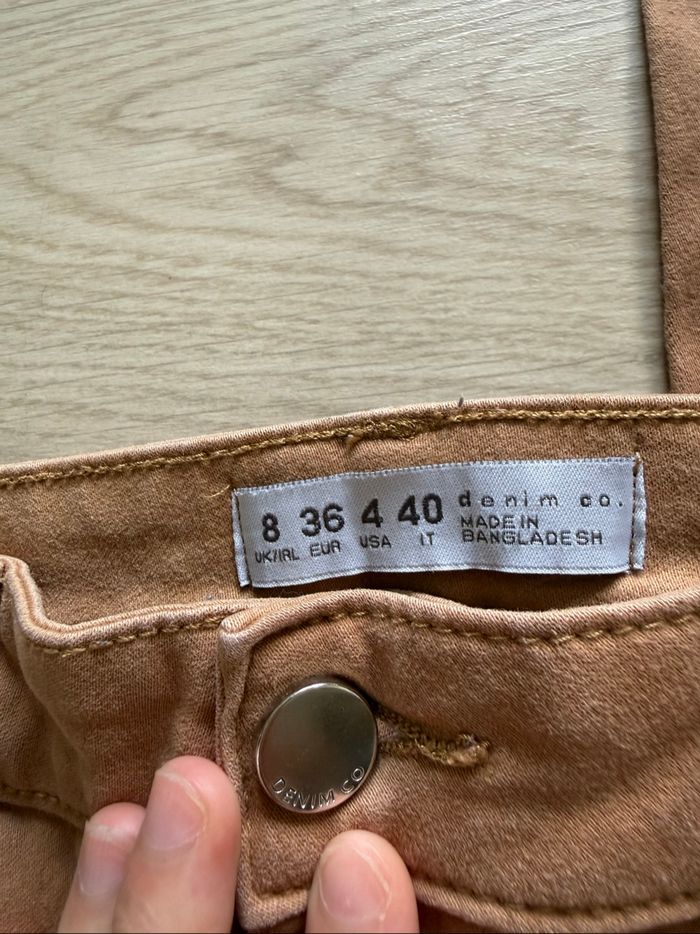 8 36 4 40 denim co.
UK/IRL EUR USA IT MADE IN
BANGLADESH
DENIM CO